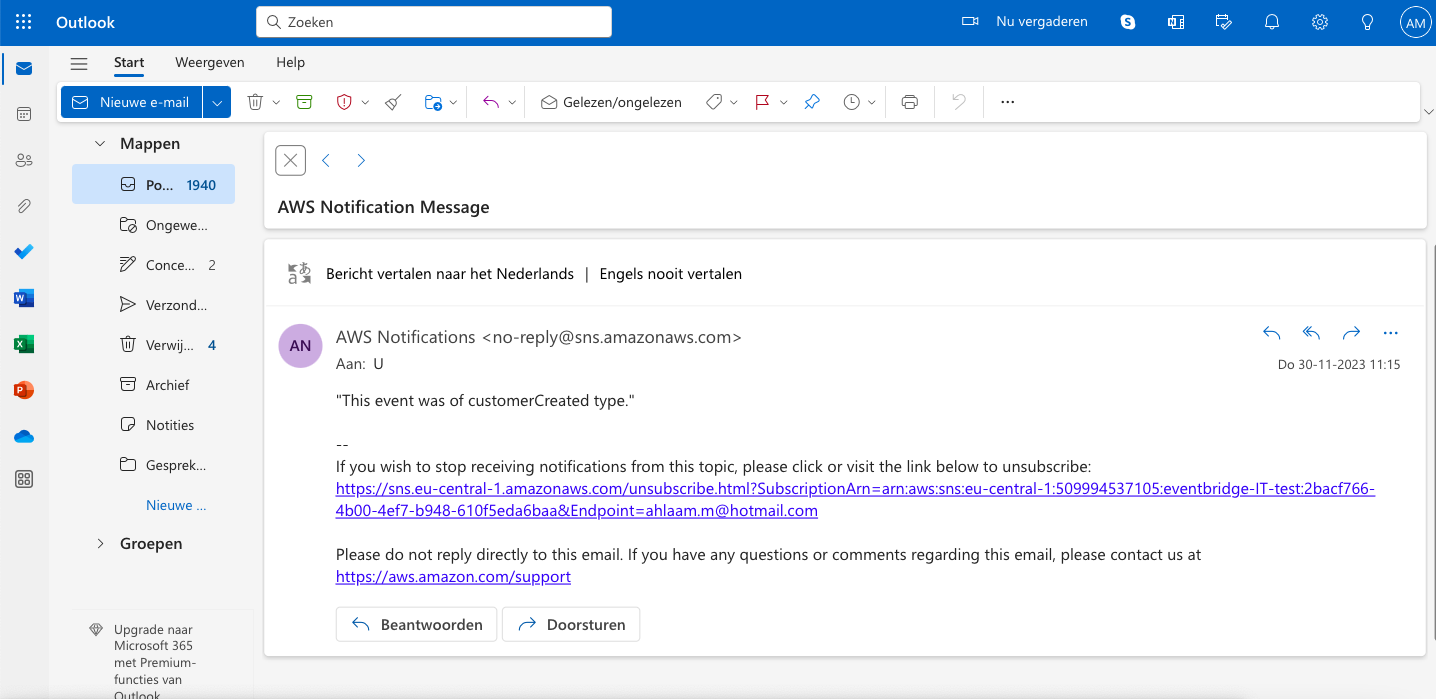 Outlook
Zoeken
Nu vergaderen
AM
Start
Weergeven
Help
Nieuwe e-mail
Gelezen/ongelezen
Mappen
Po... 1940
Ongewe...
Conce... 2
Verzond...
Verwij... 4
Archief
Notities
Gesprek...
Nieuwe ...
Groepen
Upgrade naar
Microsoft 365
met Premium-
functies van
Outlook
AWS Notification Message
Bericht vertalen naar het Nederlands | Engels nooit vertalen
AN
AWS Notifications <no-reply@sns.amazonaws.com>
Aan: U
Do 30-11-2023 11:15
"This event was of customerCreated type."
--
If you wish to stop receiving notifications from this topic, please click or visit the link below to unsubscribe:
https://sns.eu-central-1.amazonaws.com/unsubscribe.html?SubscriptionArn=arn:aws:sns:eu-central-1:509994537105:eventbridge-IT-test:2bacf766-
4b00-4ef7-b948-610f5eda6baa&Endpoint=ahlaam.m@hotmail.com
Please do not reply directly to this email. If you have any questions or comments regarding this email, please contact us at
https://aws.amazon.com/support
Beantwoorden
Doorsturen